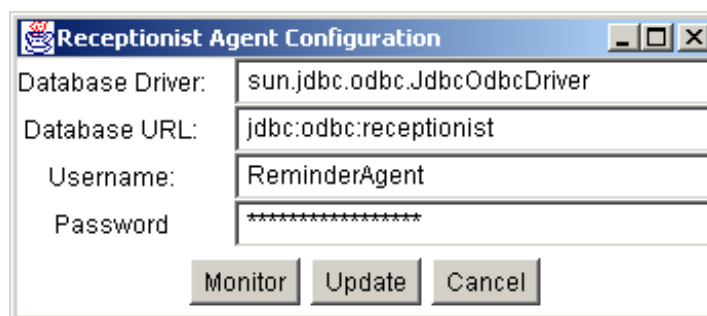 Receptionist Agent Configuration
Database Driver: sun.jdbc.odbc.JdbcOdbcDriver
Database URL: jdbc:odbc:receptionist
Username: ReminderAgent
Password *****************
Monitor Update Cancel